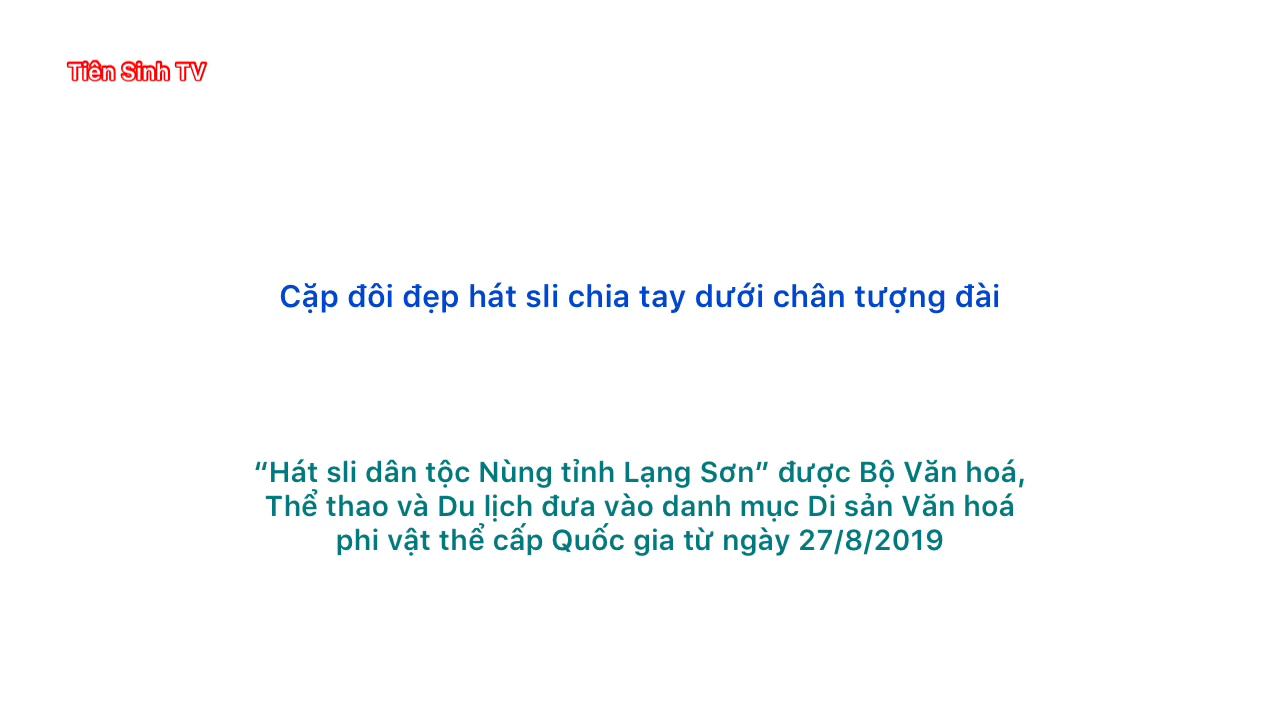 Tiên Sinh TV
Cặp đôi đẹp hát sli chia tay dưới chân tượng đài
“Hát sli dân tộc Nùng tỉnh Lạng Sơn” được Bộ Văn hoá,
Thể thao và Du lịch đưa vào danh mục Di sản Văn hoá
phi vật thể cấp Quốc gia từ ngày 27/8/2019